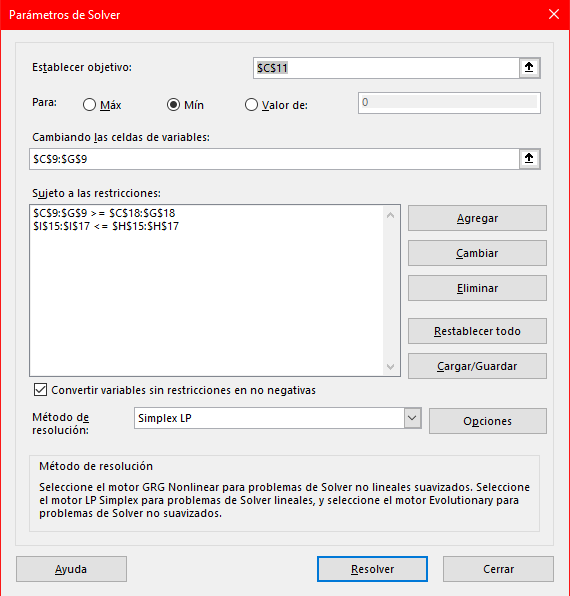 Parámetros de Solver
Establecer objetivo:
$C$11
Para:
Máx
Mín
Valor de:
0
Cambiando las celdas de variables:
$C$9:$G$9
Sujeto a las restricciones:
$C$9:$G$9 >= $C$18:$G$18
$I$15:$I$17 <= $H$15:$H$17
Agregar
Cambiar
Eliminar
Restablecer todo
Cargar/Guardar
Convertir variables sin restricciones en no negativas
Método de
resolución:
Simplex LP
Opciones
Método de resolución
Seleccione el motor GRG Nonlinear para problemas de Solver no lineales suavizados. Seleccione
el motor LP Simplex para problemas de Solver lineales, y seleccione el motor Evolutionary para
problemas de Solver no suavizados.
Ayuda
Resolver
Cerrar